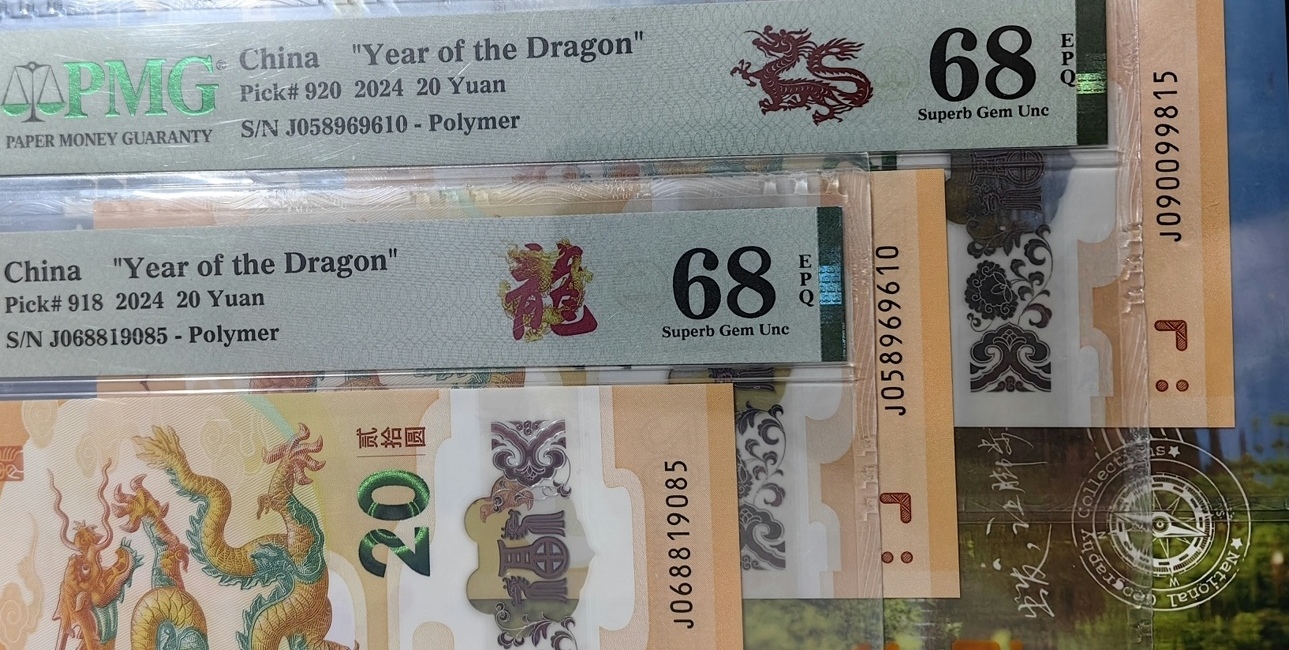 PMG
PAPER MONEY GUARANTY
China "Year of the Dragon"
Pick# 920 2024 20 Yuan
S/N J058969610 - Polymer
68
EPQ
Superb Gem Unc
J090099815
China "Year of the Dragon"
Pick# 918 2024 20 Yuan
S/N J068819085 - Polymer
龍
68
EPQ
Superb Gem Unc
J058969610
贰拾圆
20
J068819085
National Geography Collections